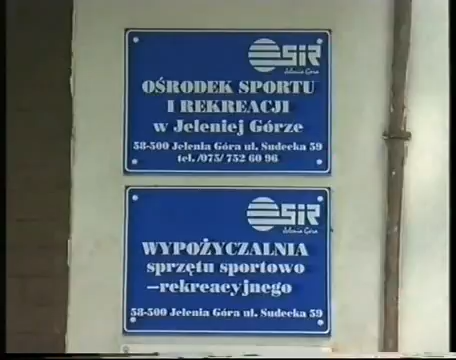 OSiR
Jelenia Góra
OŚRODEK SPORTU
I REKREACJI
w Jeleniej Górze
58-500 Jelenia Góra ul. Sudecka 59
tel. /075/ 752 60 96
OSiR
Jelenia Góra
WYPOŻYCZALNIA
sprzętu sportowo
–rekreacyjnego
58-500 Jelenia Góra ul. Sudecka 59